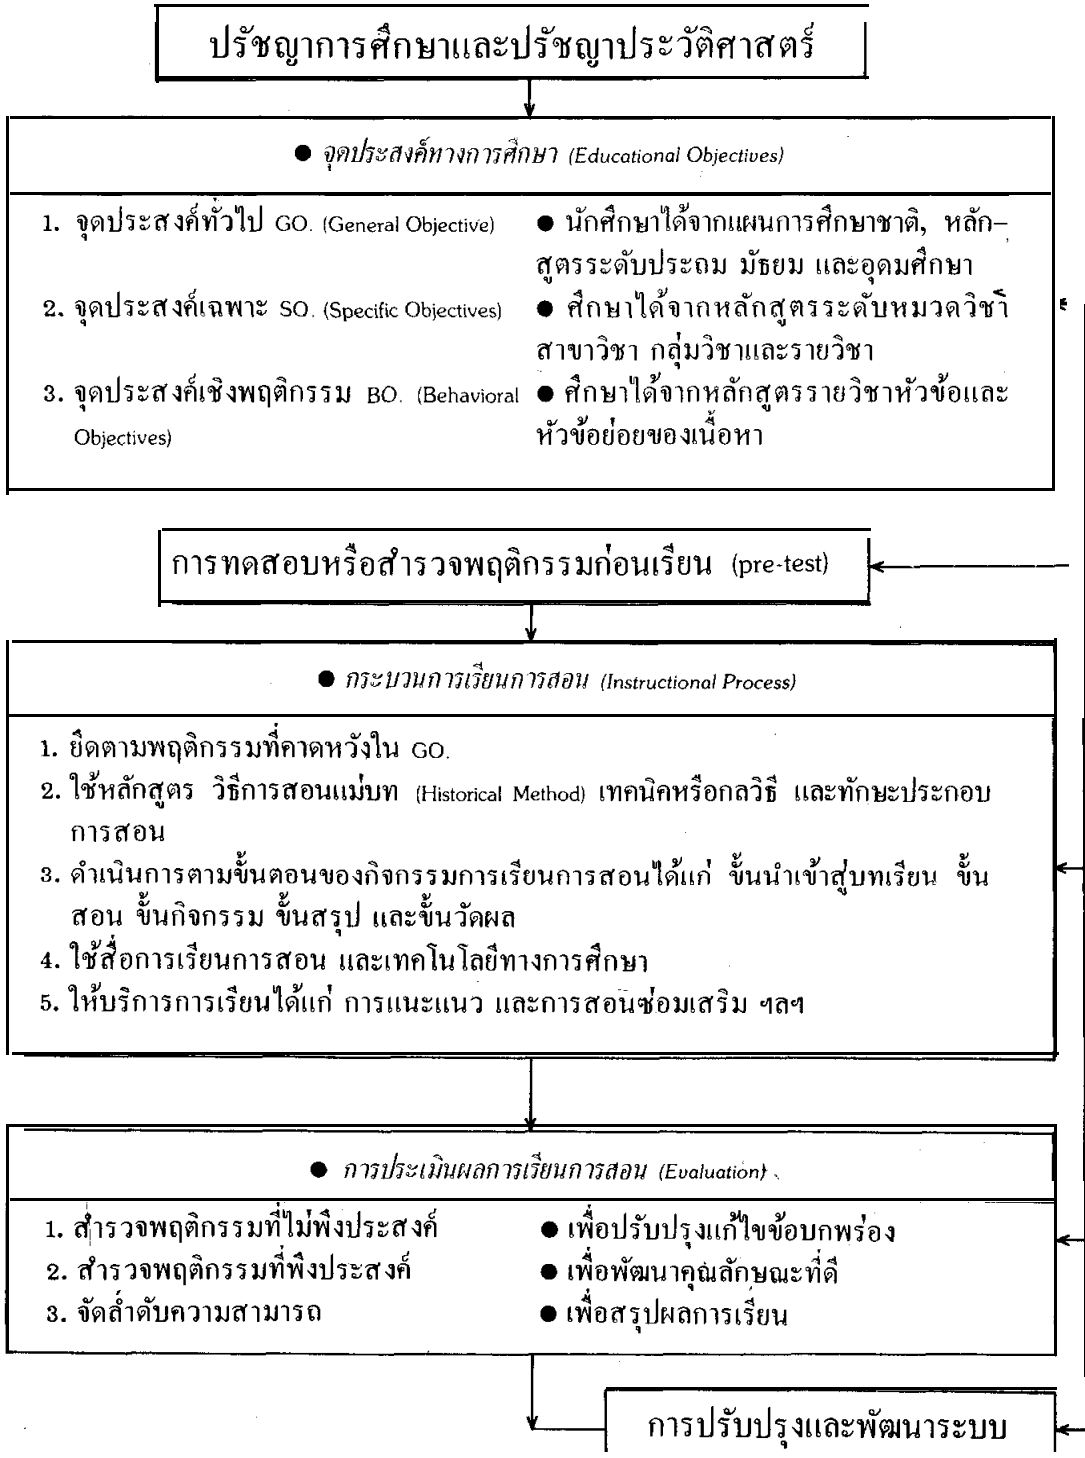 ปรัชญาการศึกษาและปรัชญาประวัติศาสตร์
● จุดประสงค์ทางการศึกษา (Educational Objectives)
1. จุดประสงค์ทั่วไป GO. (General Objective) ● นักศึกษาได้จากแผนการศึกษาชาติ, หลัก–
สูตรระดับประถม มัธยม และอุดมศึกษา
2. จุดประสงค์เฉพาะ SO. (Specific Objectives) ● ศึกษาได้จากหลักสูตรระดับหมวดวิชา
สาขาวิชา กลุ่มวิชาและรายวิชา
3. จุดประสงค์เชิงพฤติกรรม BO. (Behavioral ● ศึกษาได้จากหลักสูตรรายวิชาหัวข้อและ
Objectives) หัวข้อย่อยของเนื้อหา
การทดสอบหรือสำรวจพฤติกรรมก่อนเรียน (pre-test)
● กระบวนการเรียนการสอน (Instructional Process)
1. ยึดตามพฤติกรรมที่คาดหวังใน GO.
2. ใช้หลักสูตร วิธีการสอนแม่บท (Historical Method) เทคนิคหรือกลวิธี และทักษะประกอบ
การสอน
3. ดำเนินการตามขั้นตอนของกิจกรรมการเรียนการสอนได้แก่ ขั้นนำเข้าสู่บทเรียน ขั้น
สอน ขั้นกิจกรรม ขั้นสรุป และขั้นวัดผล
4. ใช้สื่อการเรียนการสอน และเทคโนโลยีทางการศึกษา
5. ให้บริการการเรียนได้แก่ การแนะแนว และการสอนซ่อมเสริม ฯลฯ
● การประเมินผลการเรียนการสอน (Evaluation)
1. สำรวจพฤติกรรมที่ไม่พึงประสงค์ ● เพื่อปรับปรุงแก้ไขข้อบกพร่อง
2. สำรวจพฤติกรรมที่พึงประสงค์ ● เพื่อพัฒนาคุณลักษณะที่ดี
3. จัดลำดับความสามารถ ● เพื่อสรุปผลการเรียน
การปรับปรุงและพัฒนาระบบ